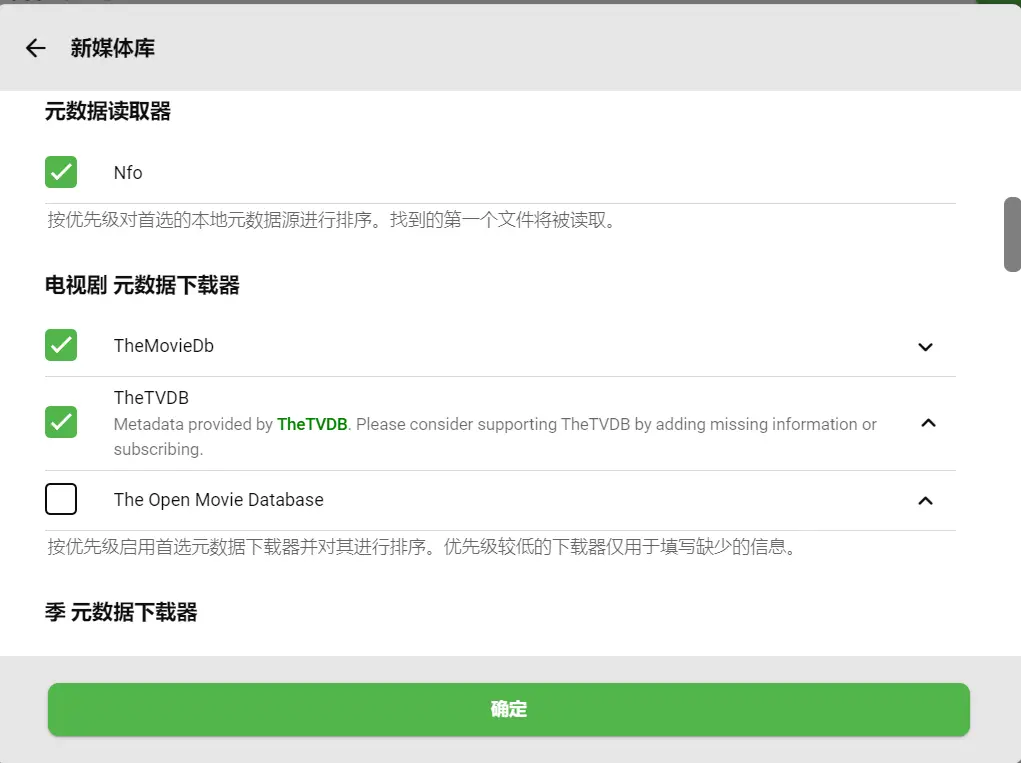 新媒体库
元数据读取器
Nfo
按优先级对首选的本地元数据源进行排序。找到的第一个文件将被读取。
电视剧 元数据下载器
TheMovieDb
TheTVDB
Metadata provided by TheTVDB. Please consider supporting TheTVDB by adding missing information or
subscribing.
The Open Movie Database
按优先级启用首选元数据下载器并对其进行排序。优先级较低的下载器仅用于填写缺少的信息。
季 元数据下载器
确定